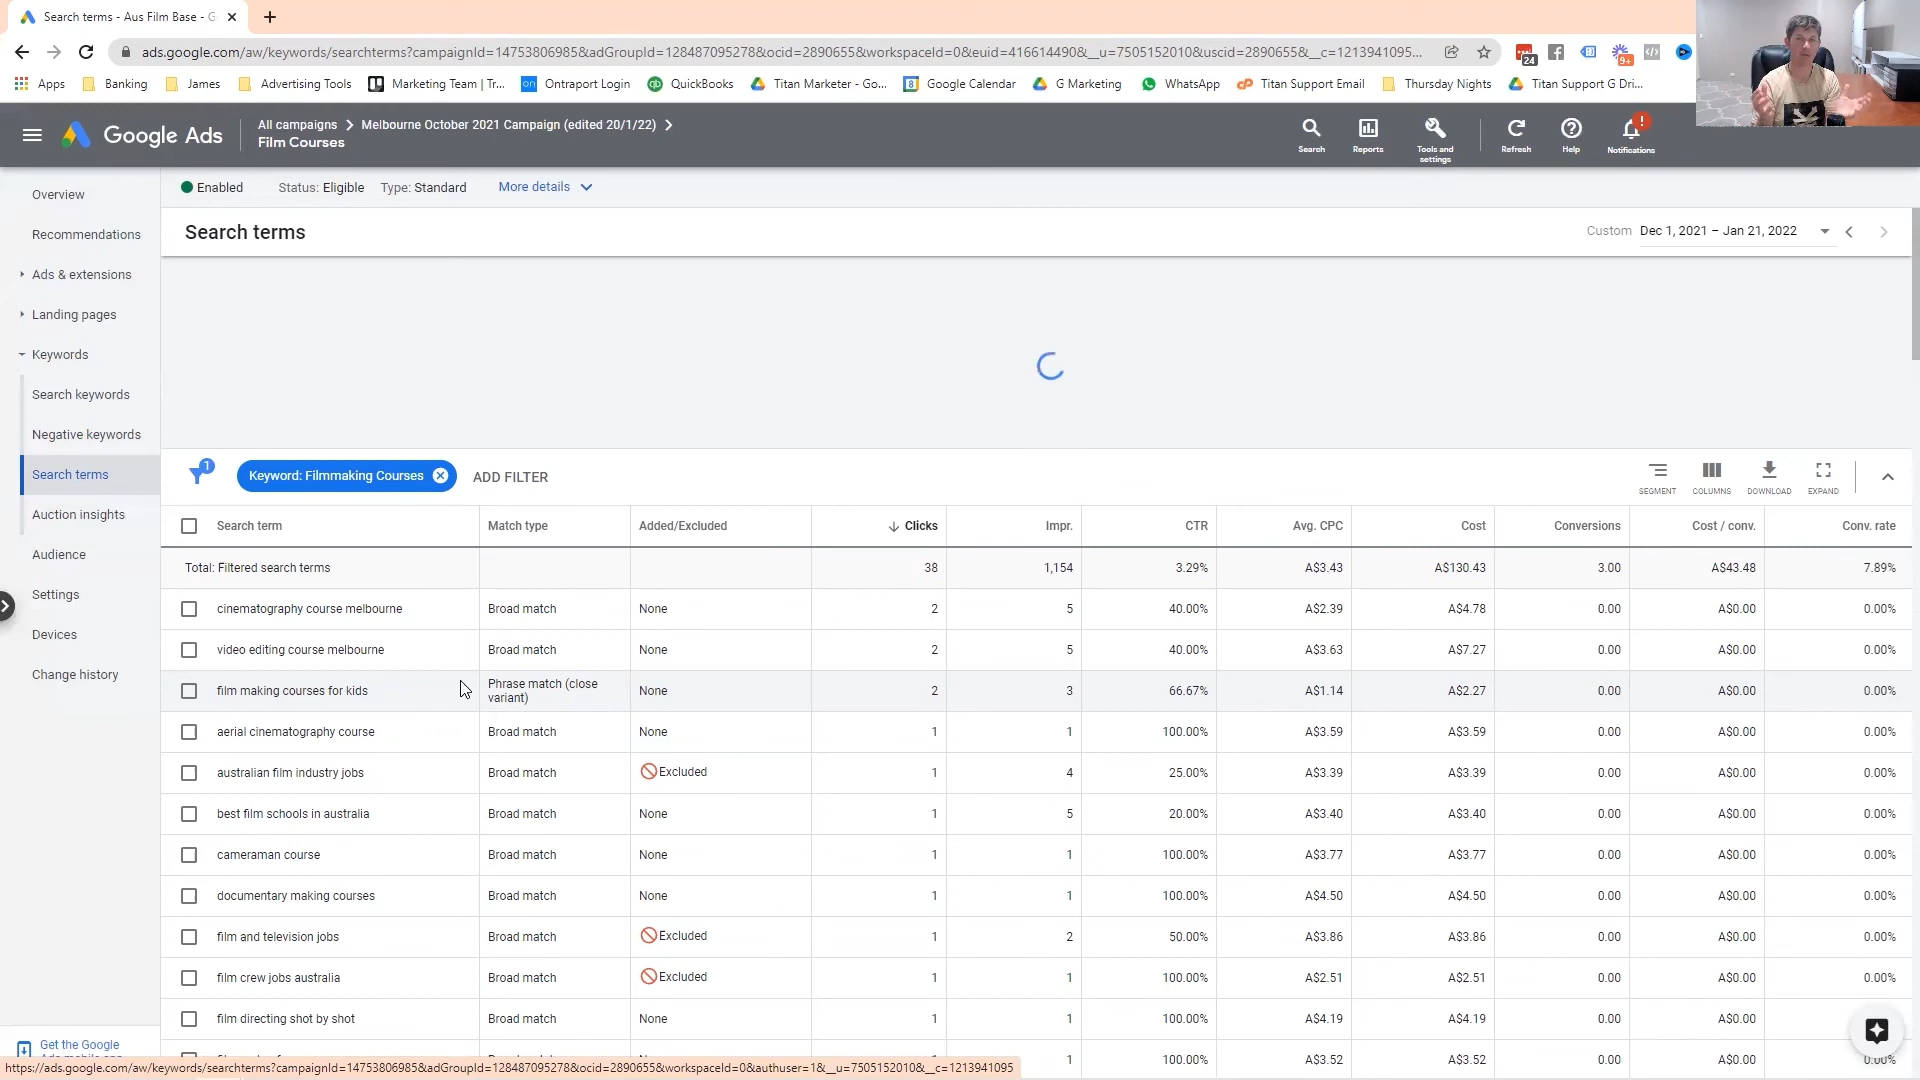 Search terms - Aus Film Base - G
ads.google.com/aw/keywords/searchterms?campaignId=14753806985&adGroupId=128487095278&ocid=2890655&workspaceId=0&euid=416614490&__u=7505152010&uscid=2890655&__c=1213941095...
24
9+
Apps Banking James Advertising Tools Marketing Team | Tr... on Ontraport Login qb QuickBooks Titan Marketer - Go... 8 Google Calendar G Marketing WhatsApp cP Titan Support Email Thursday Nights Titan Support G Dri...
Google Ads
All campaigns Melbourne October 2021 Campaign (edited 20/1/22)
Film Courses
Search Reports Tools and settings Refresh Help ! Notifications
Overview
Recommendations
Ads & extensions
Landing pages
Keywords
Search keywords
Negative keywords
Search terms
Auction insights
Audience
Settings
Devices
Change history
Get the Google
Enabled Status: Eligible Type: Standard More details
Search terms
Custom Dec 1, 2021 – Jan 21, 2022
1 Keyword: Filmmaking Courses ADD FILTER
SEGMENT COLUMNS DOWNLOAD EXPAND
Search term Match type Added/Excluded Clicks Impr. CTR Avg. CPC Cost Conversions Cost / conv. Conv. rate
Total: Filtered search terms 38 1,154 3.29% A$3.43 A$130.43 3.00 A$43.48 7.89%
cinematography course melbourne Broad match None 2 5 40.00% A$2.39 A$4.78 0.00 A$0.00 0.00%
video editing course melbourne Broad match None 2 5 40.00% A$3.63 A$7.27 0.00 A$0.00 0.00%
film making courses for kids Phrase match (close variant) None 2 3 66.67% A$1.14 A$2.27 0.00 A$0.00 0.00%
aerial cinematography course Broad match None 1 1 100.00% A$3.59 A$3.59 0.00 A$0.00 0.00%
australian film industry jobs Broad match Excluded 1 4 25.00% A$3.39 A$3.39 0.00 A$0.00 0.00%
best film schools in australia Broad match None 1 5 20.00% A$3.40 A$3.40 0.00 A$0.00 0.00%
cameraman course Broad match None 1 1 100.00% A$3.77 A$3.77 0.00 A$0.00 0.00%
documentary making courses Broad match None 1 1 100.00% A$4.50 A$4.50 0.00 A$0.00 0.00%
film and television jobs Broad match Excluded 1 2 50.00% A$3.86 A$3.86 0.00 A$0.00 0.00%
film crew jobs australia Broad match Excluded 1 1 100.00% A$2.51 A$2.51 0.00 A$0.00 0.00%
film directing shot by shot Broad match None 1 1 100.00% A$4.19 A$4.19 0.00 A$0.00
1 100.00% A$3.52 A$3.52 0.00 A$0.00 0.00%
https://ads.google.com/aw/keywords/searchterms?campaignId=14753806985&adGroupId=128487095278&ocid=2890655&workspaceId=0&authuser=1&__u=7505152010&__c=1213941095